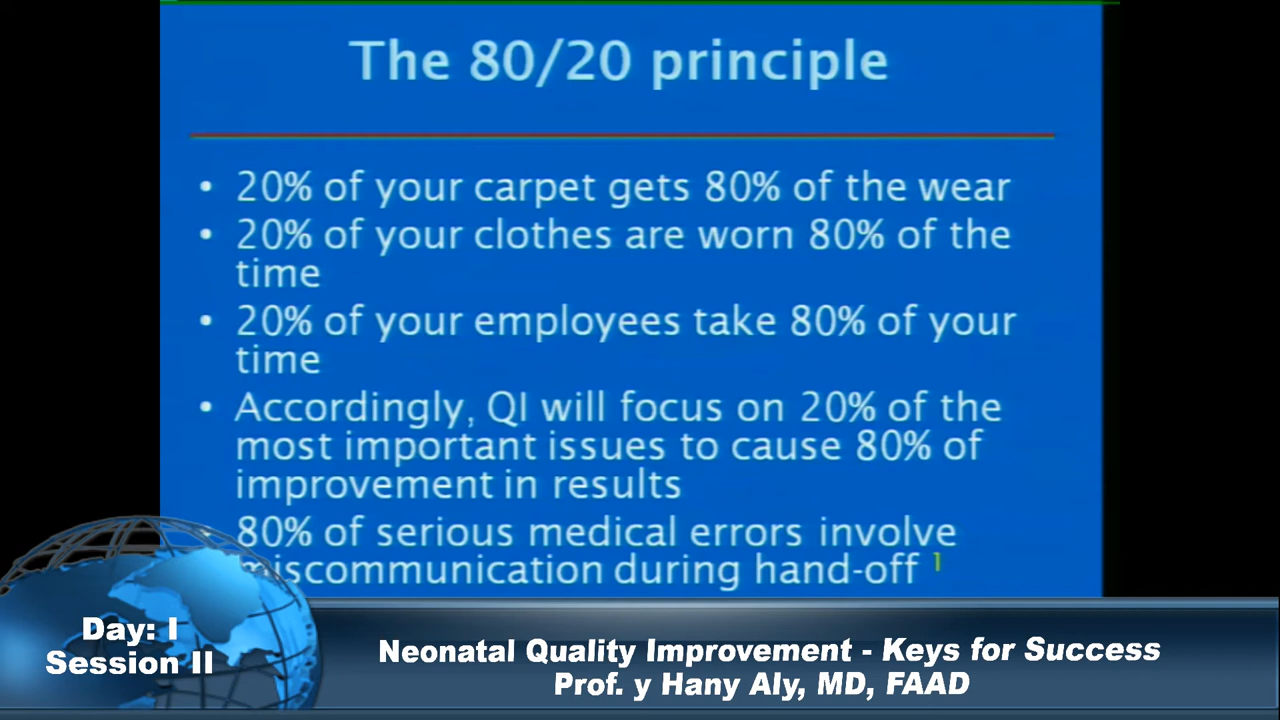 The 80/20 principle
• 20% of your carpet gets 80% of the wear
• 20% of your clothes are worn 80% of the
time
• 20% of your employees take 80% of your
time
• Accordingly, QI will focus on 20% of the
most important issues to cause 80% of
improvement in results
80% of serious medical errors involve
miscommunication during hand-off 1
Day: I
Session II
Neonatal Quality Improvement - Keys for Success
Prof. y Hany Aly, MD, FAAD